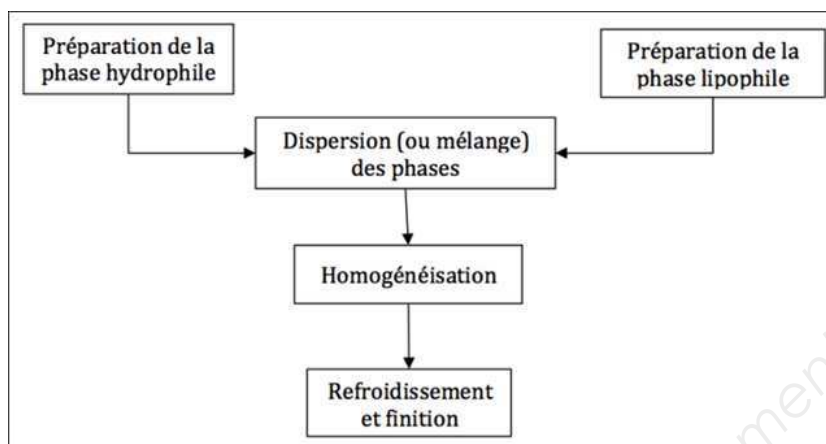 Préparation de la
phase hydrophile
Préparation de la
phase lipophile
Dispersion (ou mélange)
des phases
Homogénéisation
Refroidissement
et finition